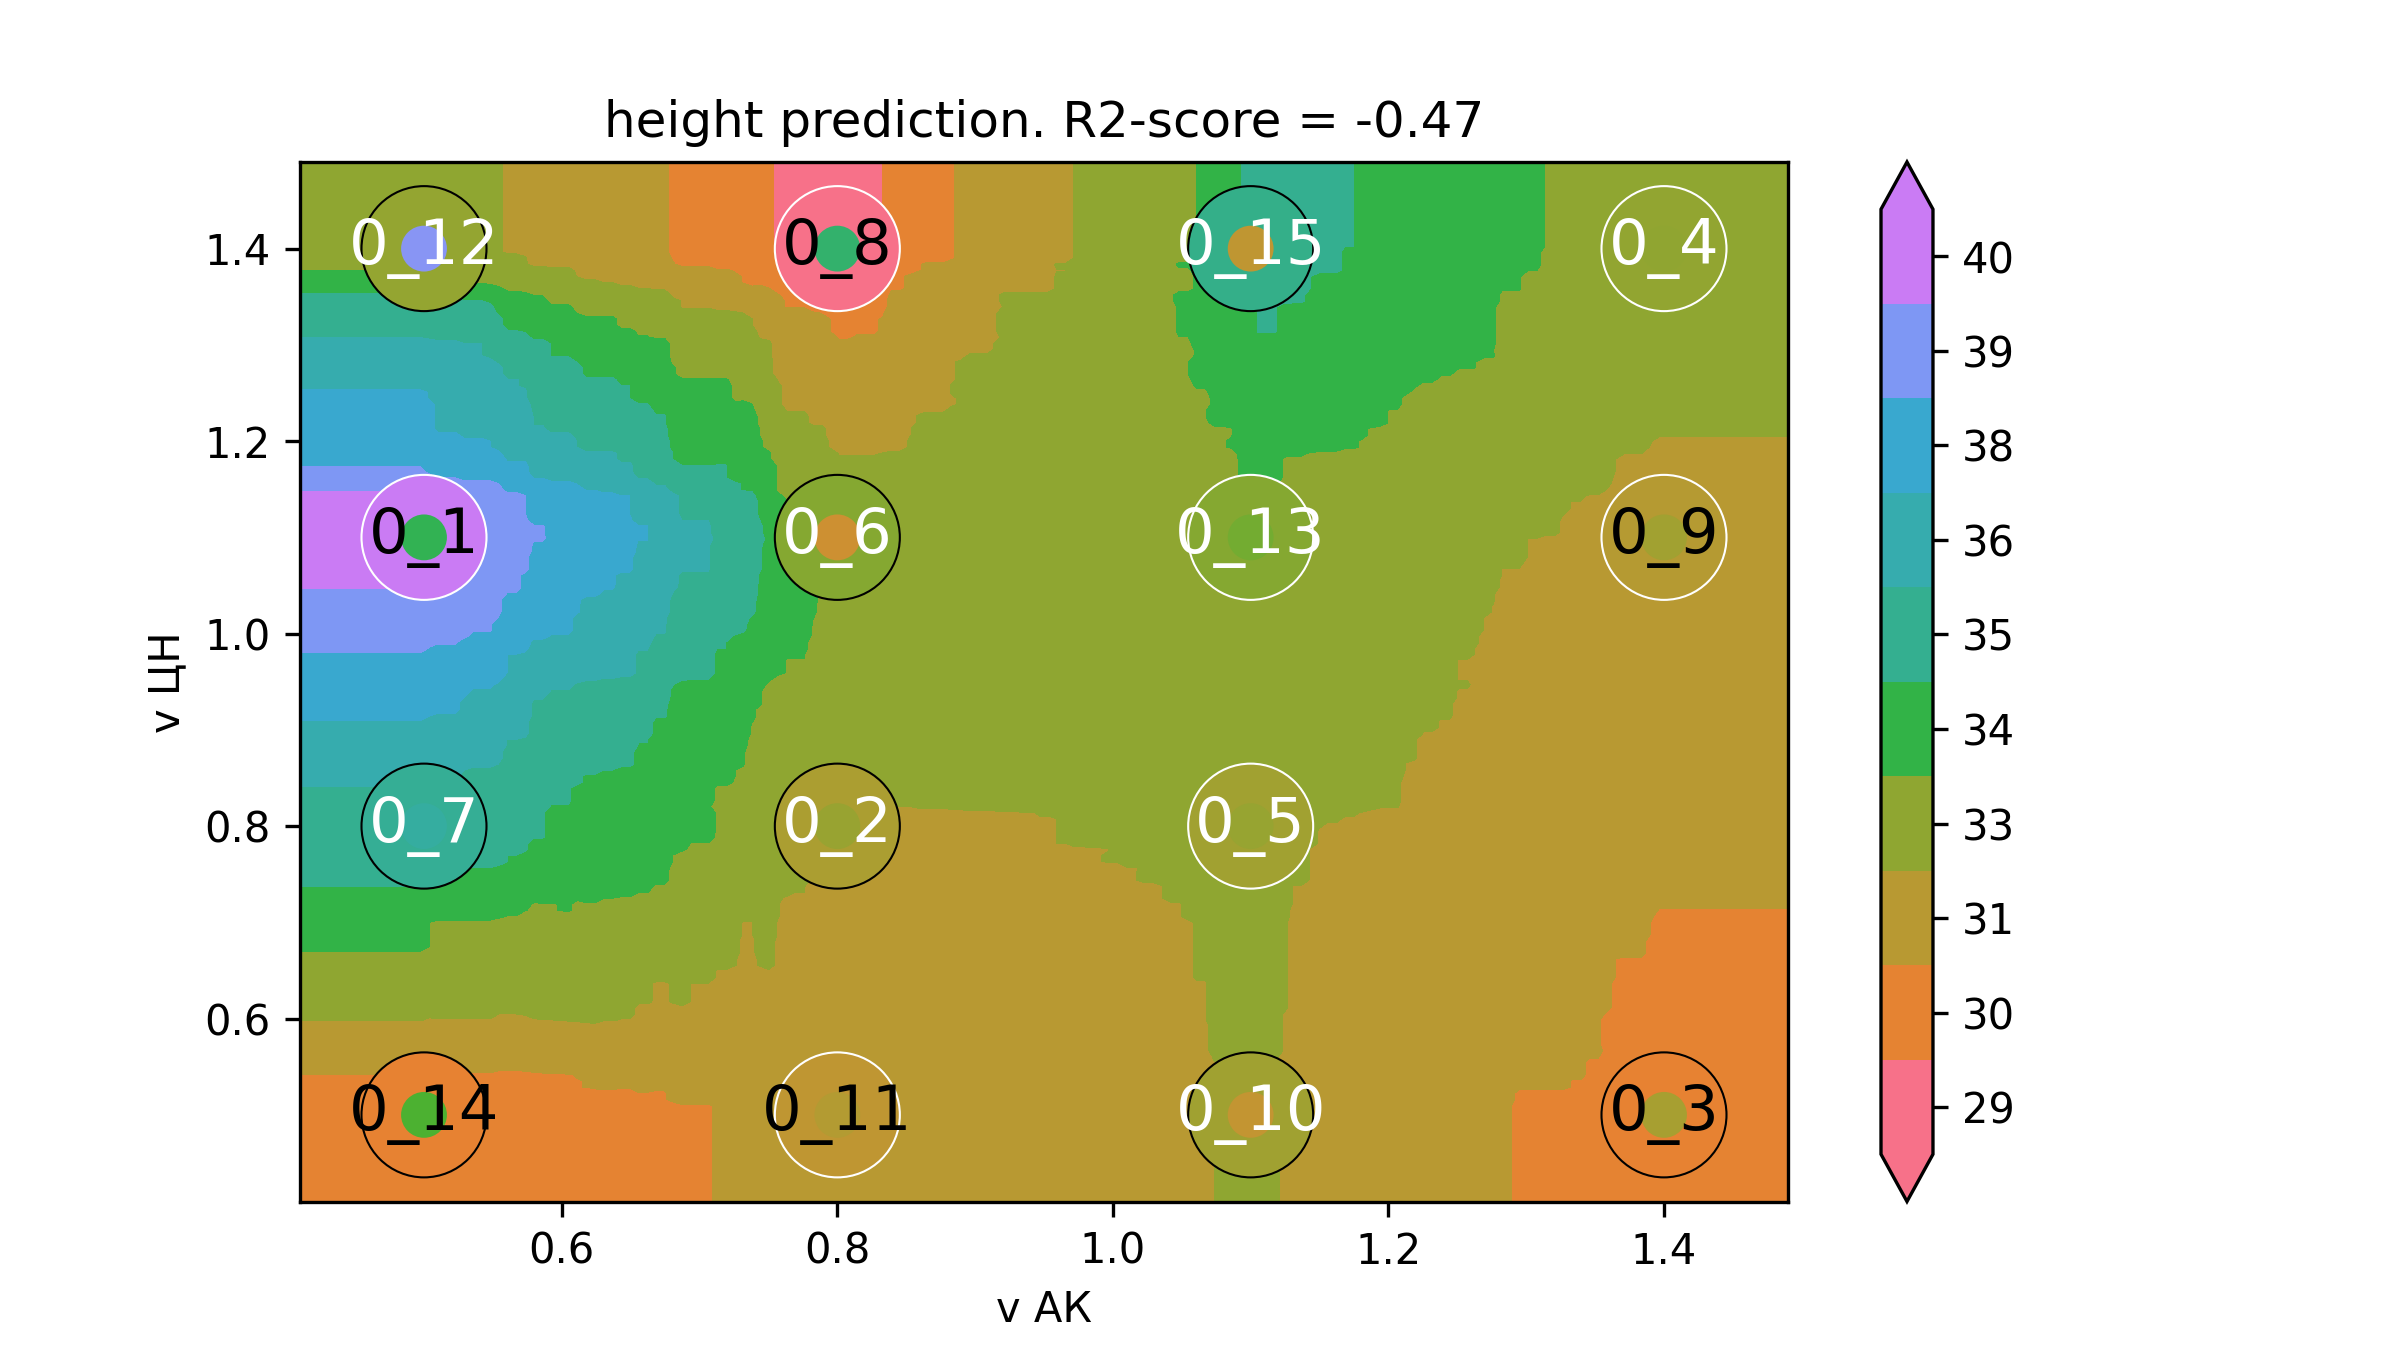 height prediction. R2-score = -0.47
0_12 0_8 0_15 0_4
0_1 0_6 0_13 0_9
0_7 0_2 0_5
0_14 0_11 0_10 0_3
1.4
1.2
1.0
0.8
0.6
v ЦН
0.6 0.8 1.0 1.2 1.4
v АК
40
39
38
36
35
34
33
31
30
29